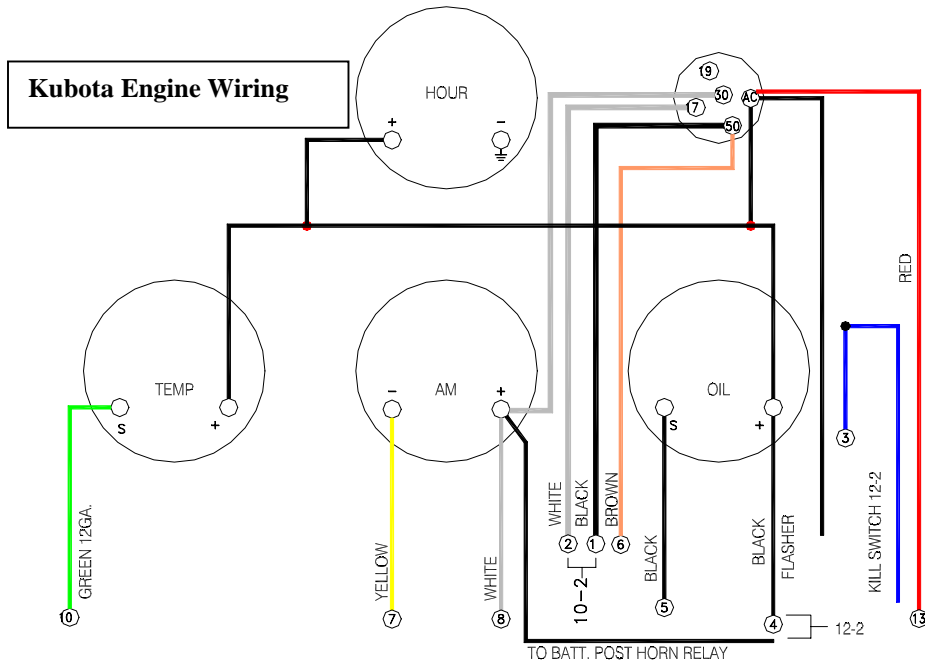 Kubota Engine Wiring
HOUR
+
-
19
30
17
AC
50
RED
TEMP
S
+
AM
-
+
OIL
S
+
3
KILL SWITCH 12-2
GREEN 12GA.
YELLOW
WHITE
WHITE
BLACK
BROWN
BLACK
BLACK
FLASHER
10
7
8
2
1
6
10-2
5
4
12-2
13
TO BATT. POST HORN RELAY